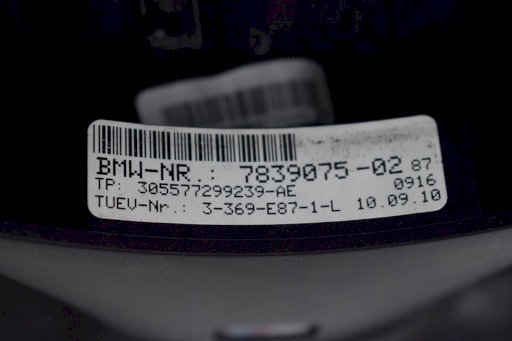 BMW-NR.: 7839075-02 87
TP: 305577299239-AE 0916
TUEV-Nr.: 3-369-E87-1-L 10.09.10